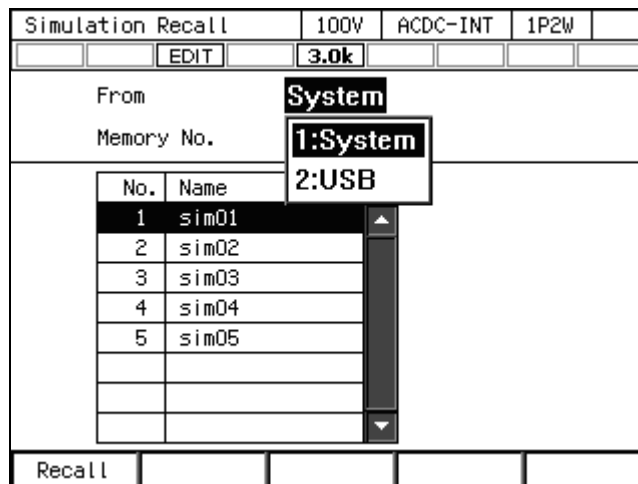 Simulation Recall 100V ACDC-INT 1P2W
EDIT 3.0k
From System
Memory No. 1:System
2:USB
No. Name
1 sim01
2 sim02
3 sim03
4 sim04
5 sim05
Recall